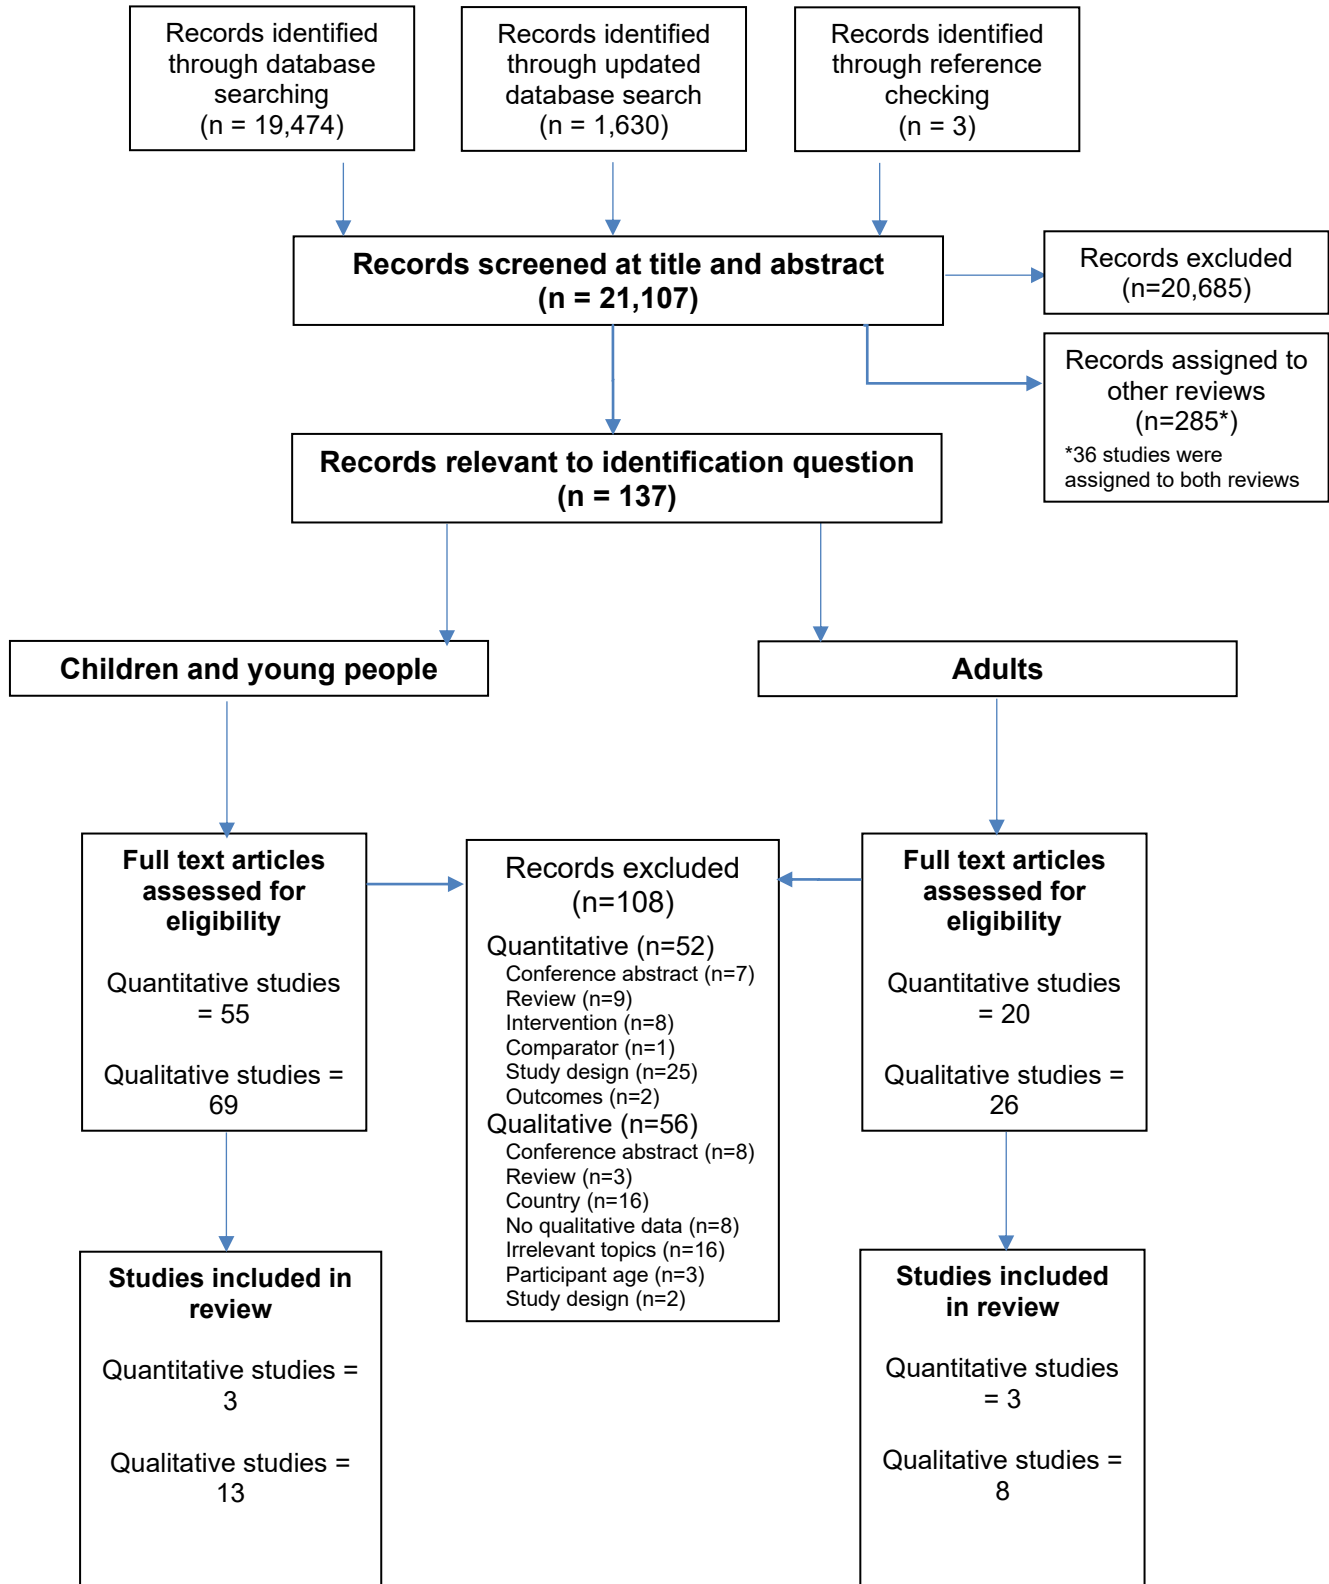 Records identified
through database
searching
(n = 19,474)
Records identified
through updated
database search
(n = 1,630)
Records identified
through reference
checking
(n = 3)
Records screened at title and abstract
(n = 21,107)
Records excluded
(n=20,685)
Records assigned to
other reviews
(n=285*)
*36 studies were
assigned to both reviews
Records relevant to identification question
(n = 137)
Children and young people
Adults
Full text articles
assessed for
eligibility
Quantitative studies
= 55
Qualitative studies =
69
Records excluded
(n=108)
Quantitative (n=52)
Conference abstract (n=7)
Review (n=9)
Intervention (n=8)
Comparator (n=1)
Study design (n=25)
Outcomes (n=2)
Qualitative (n=56)
Conference abstract (n=8)
Review (n=3)
Country (n=16)
No qualitative data (n=8)
Irrelevant topics (n=16)
Participant age (n=3)
Study design (n=2)
Full text articles
assessed for
eligibility
Quantitative studies
= 20
Qualitative studies =
26
Studies included in
review
Quantitative studies =
3
Qualitative studies =
13
Studies included
in review
Quantitative studies
= 3
Qualitative studies =
8